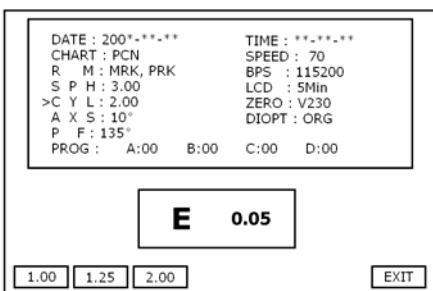 DATE : 200*-**-** TIME : **-**-**
CHART : PCN SPEED : 70
R M : MRK, PRK BPS : 115200
S P H : 3.00 LCD : 5Min
>C Y L : 2.00 ZERO : V230
A X S : 10° DIOPT : ORG
P F : 135°
PROG : A:00 B:00 C:00 D:00
E 0.05
1.00 1.25 2.00 EXIT